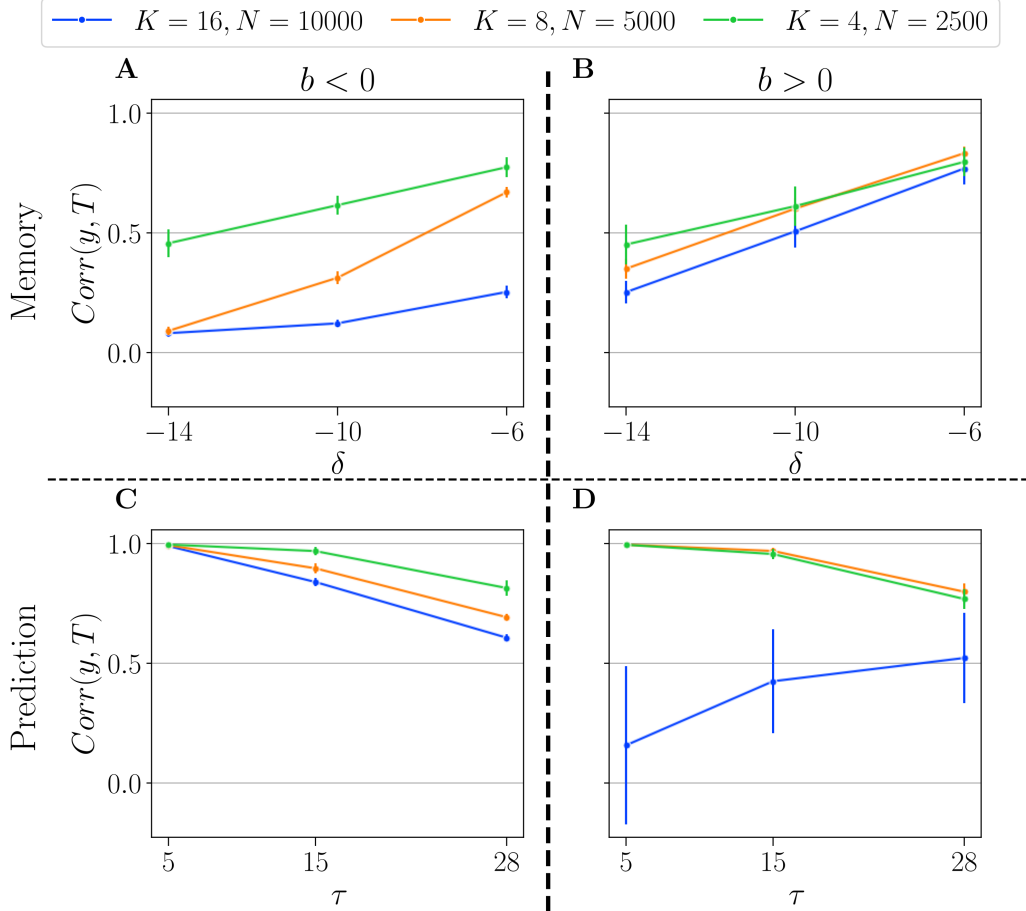 K = 16, N = 10000 K = 8, N = 5000 K = 4, N = 2500
A B
b < 0 b > 0
Memory
Corr(y, T)
1.0
0.5
0.0
−14 −10 −6 −14 −10 −6
δ δ
C D
Prediction
Corr(y, T)
1.0
0.5
0.0
5 15 28 5 15 28
τ τ